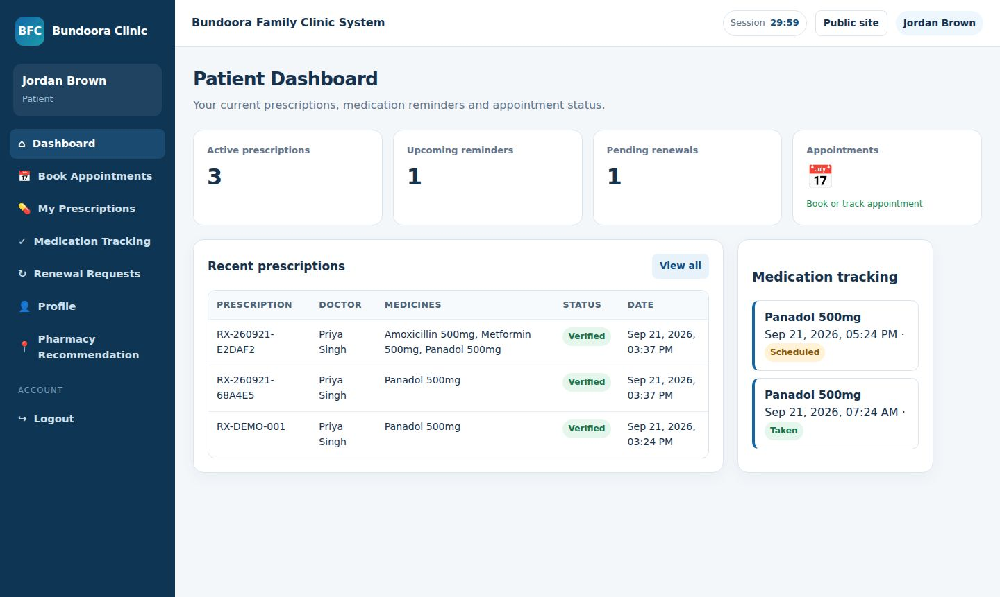 BFC
Bundoora Clinic
Jordan Brown
Patient
Dashboard
Book Appointments
My Prescriptions
✓ Medication Tracking
↻ Renewal Requests
Profile
Pharmacy
Recommendation
ACCOUNT
↪ Logout
Bundoora Family Clinic System
Session 29:59
Public site
Jordan Brown
Patient Dashboard
Your current prescriptions, medication reminders and appointment status.
Active prescriptions
3
Upcoming reminders
1
Pending renewals
1
Appointments
July
17
Book or track appointment
Recent prescriptions
View all
PRESCRIPTION DOCTOR MEDICINES STATUS DATE
RX-260921- Priya Amoxicillin 500mg, Metformin Verified Sep 21, 2026,
E2DAF2 Singh 500mg, Panadol 500mg 03:37 PM
RX-260921- Priya Panadol 500mg Verified Sep 21, 2026,
68A4E5 Singh 03:37 PM
RX-DEMO-001 Priya Panadol 500mg Verified Sep 21, 2026,
Singh 03:24 PM
Medication tracking
Panadol 500mg
Sep 21, 2026, 05:24 PM ·
Scheduled
Panadol 500mg
Sep 21, 2026, 07:24 AM ·
Taken